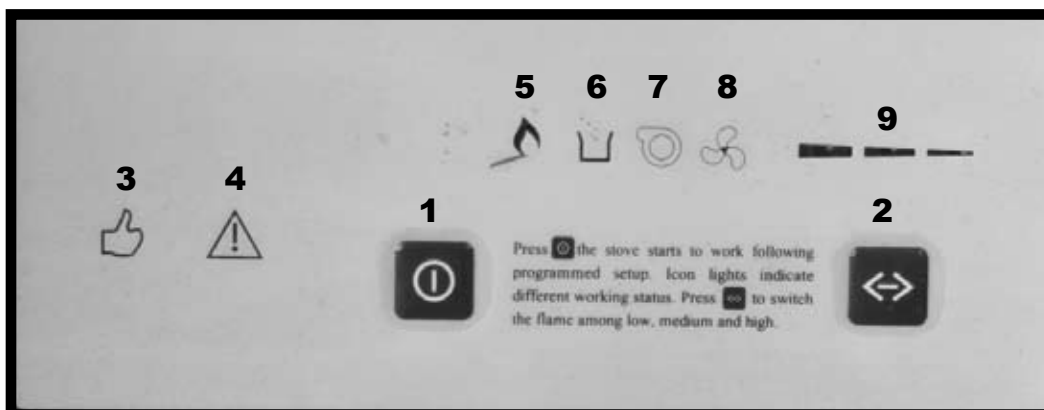 5 6 7 8
9
3 4
1 2
Press the stove starts to work following
programmed setup. Icon lights indicate
different working status. Press to switch
the flame among low, medium and high.